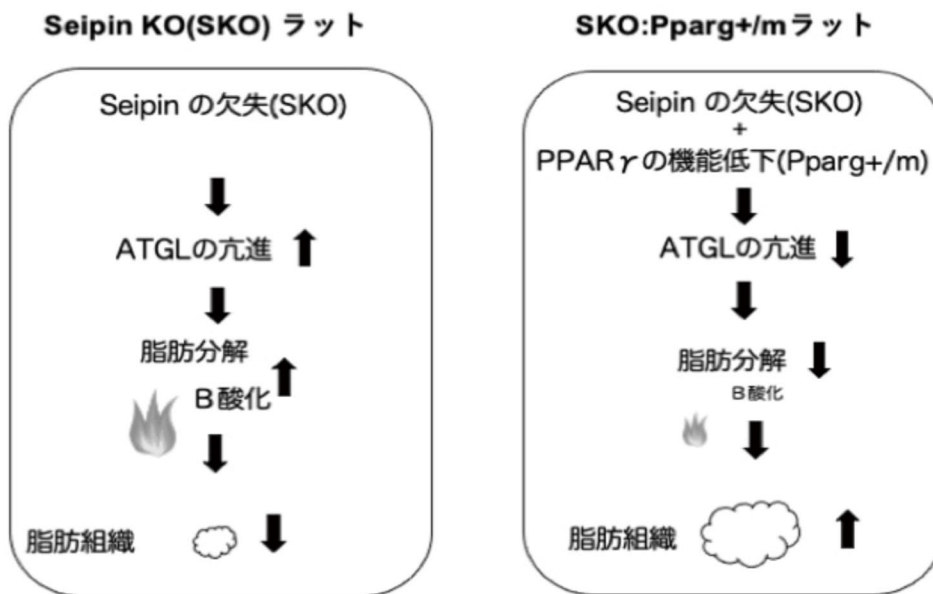 Seipin KO(SKO) ラット
Seipin の欠失(SKO)
ATGLの亢進
脂肪分解
B酸化
脂肪組織
SKO:Pparg+/mラット
Seipin の欠失(SKO)
+
PPARγの機能低下(Pparg+/m)
ATGLの亢進
脂肪分解
B酸化
脂肪組織